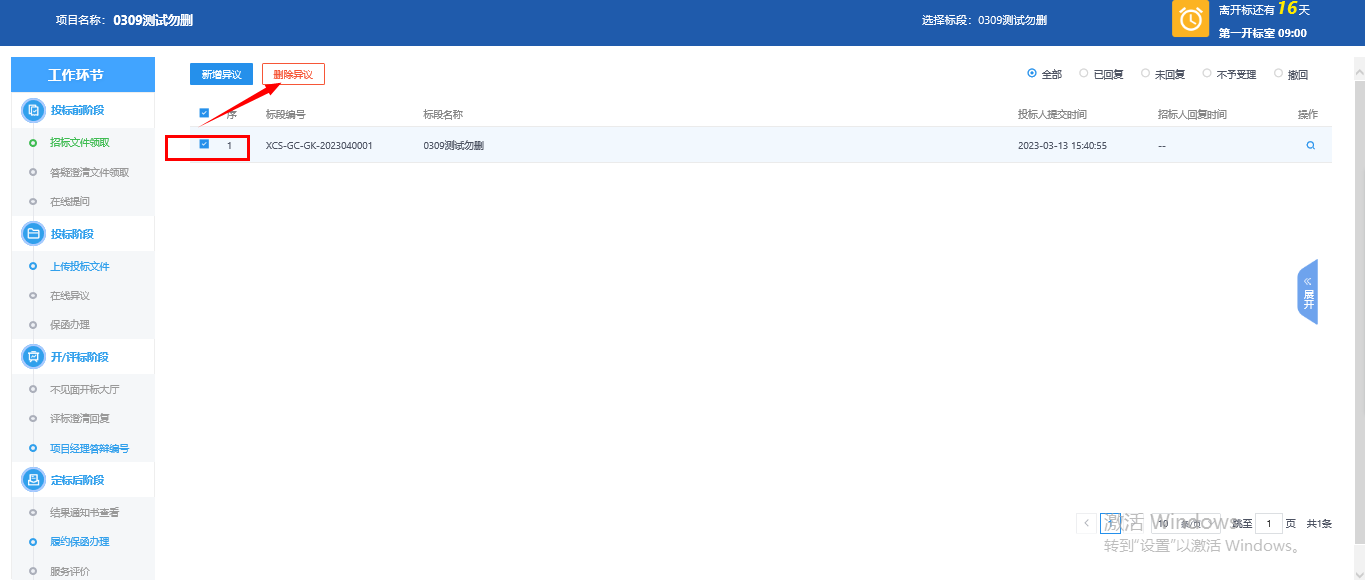 项目名称: 0309测试勿删
选择标段: 0309测试勿删
离开标还有16天
第一开标室 09:00
工作环节
投标前阶段
招标文件领取
答疑澄清文件领取
在线提问
投标阶段
上传投标文件
在线异议
保函办理
开/评标阶段
不见面开标大厅
评标澄清回复
项目经理答辩编号
定标后阶段
结果通知书查看
履约保函办理
服务评价
新增异议 删除异议
全部 已回复 未回复 不予受理 撤回
序 标段编号 标段名称 投标人提交时间 招标人回复时间 操作
1 XCS-GC-GK-2023040001 0309测试勿删 2023-03-13 15:40:55 --
展开
1 10 条/页 跳至 1 页 共1条
激活 Windows
转到"设置"以激活 Windows。